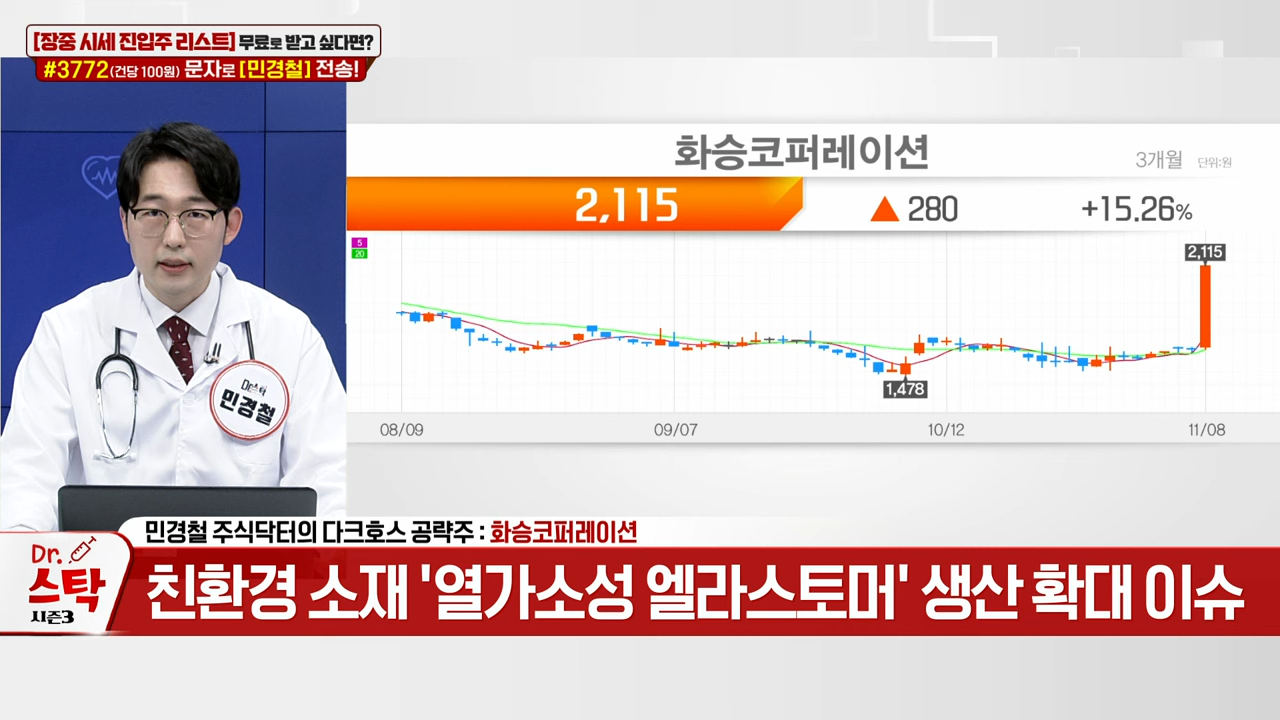 [장중 시세 진입주 리스트] 무료로 받고 싶다면?
#3772(건당 100원) 문자로 [민경철] 전송!
화승코퍼레이션
3개월 단위:원
2,115 ▲ 280 +15.26%
5
20
2,115
1,478
08/09 09/07 10/12 11/08
Dr.스탁
민경철
민경철 주식닥터의 다크호스 공략주 : 화승코퍼레이션
Dr.
스탁
시즌3
친환경 소재 '열가소성 엘라스토머' 생산 확대 이슈